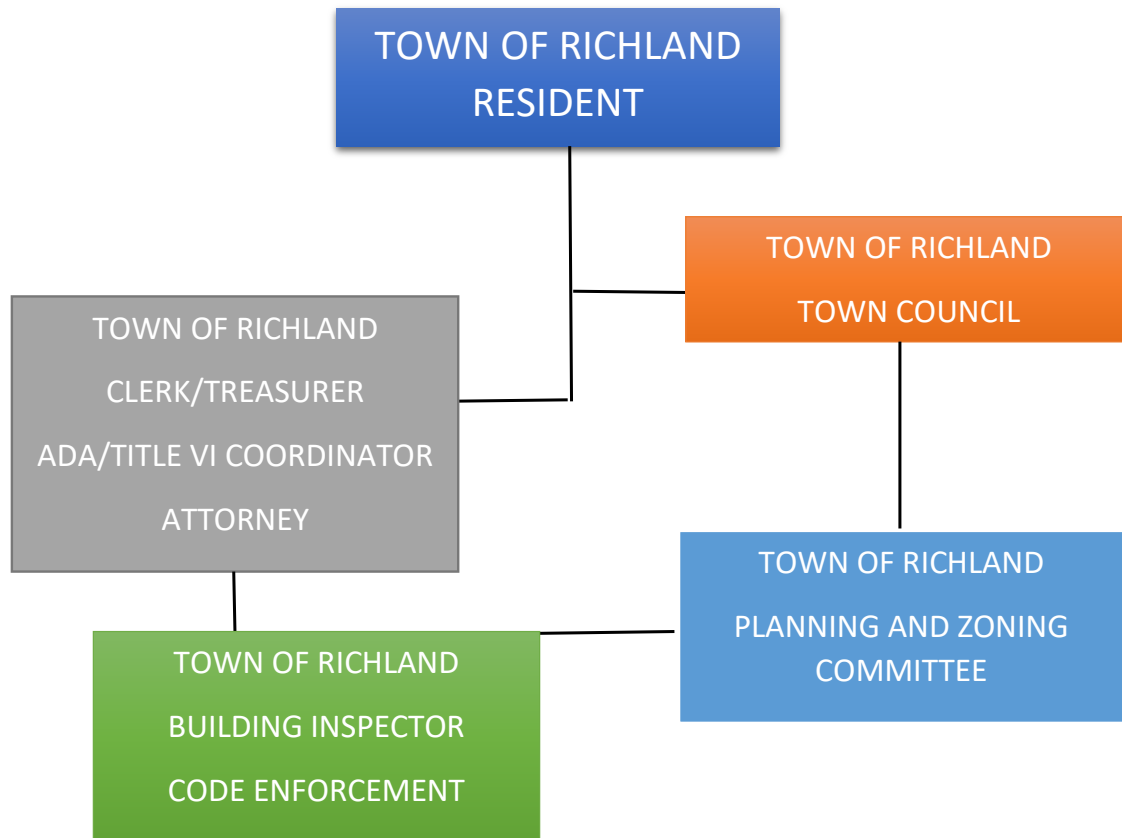 TOWN OF RICHLAND
RESIDENT
TOWN OF RICHLAND
TOWN COUNCIL
TOWN OF RICHLAND
CLERK/TREASURER
ADA/TITLE VI COORDINATOR
ATTORNEY
TOWN OF RICHLAND
PLANNING AND ZONING
COMMITTEE
TOWN OF RICHLAND
BUILDING INSPECTOR
CODE ENFORCEMENT